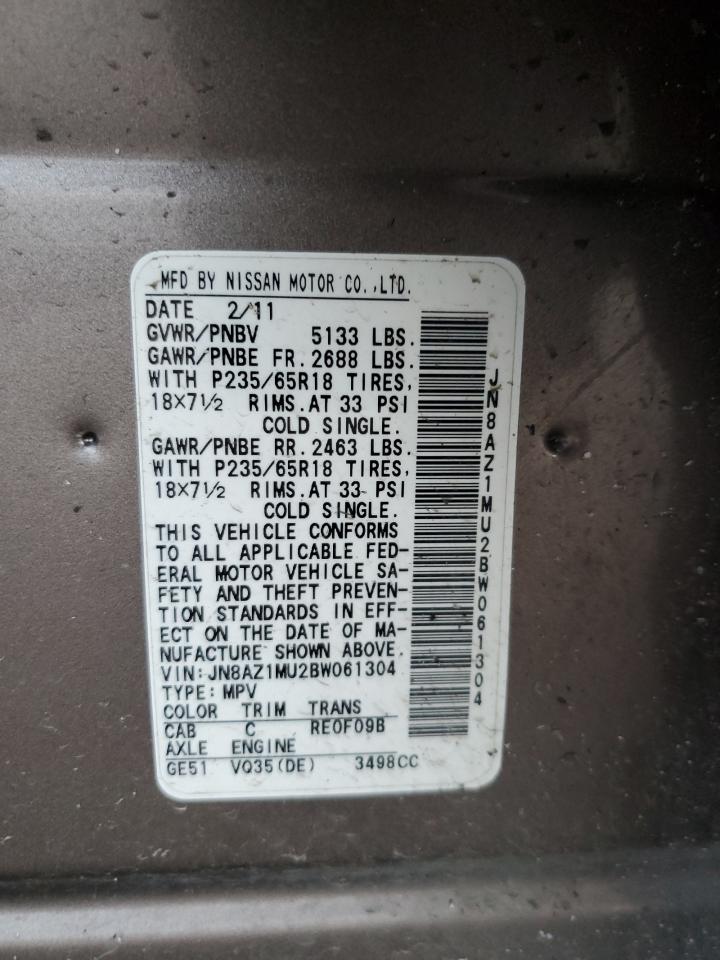 MFD BY NISSAN MOTOR CO.,LTD.
DATE 2/11
GVWR/PNBV 5133 LBS.
GAWR/PNBE FR. 2688 LBS.
WITH P235/65R18 TIRES,
18×7½ RIMS. AT 33 PSI
COLD SINGLE.
GAWR/PNBE RR. 2463 LBS.
WITH P235/65R18 TIRES,
18×7½ RIMS. AT 33 PSI
COLD SINGLE.
THIS VEHICLE CONFORMS
TO ALL APPLICABLE FED-
ERAL MOTOR VEHICLE SA-
FETY AND THEFT PREVEN-
TION STANDARDS IN EFF-
ECT ON THE DATE OF MA-
NUFACTURE SHOWN ABOVE.
VIN: JN8AZ1MU2BW061304
TYPE: MPV
COLOR TRIM TRANS
CAB C RE0F09B
AXLE ENGINE
GE51 VQ35(DE) 3498CC
JN8AZ1MU2BW061304